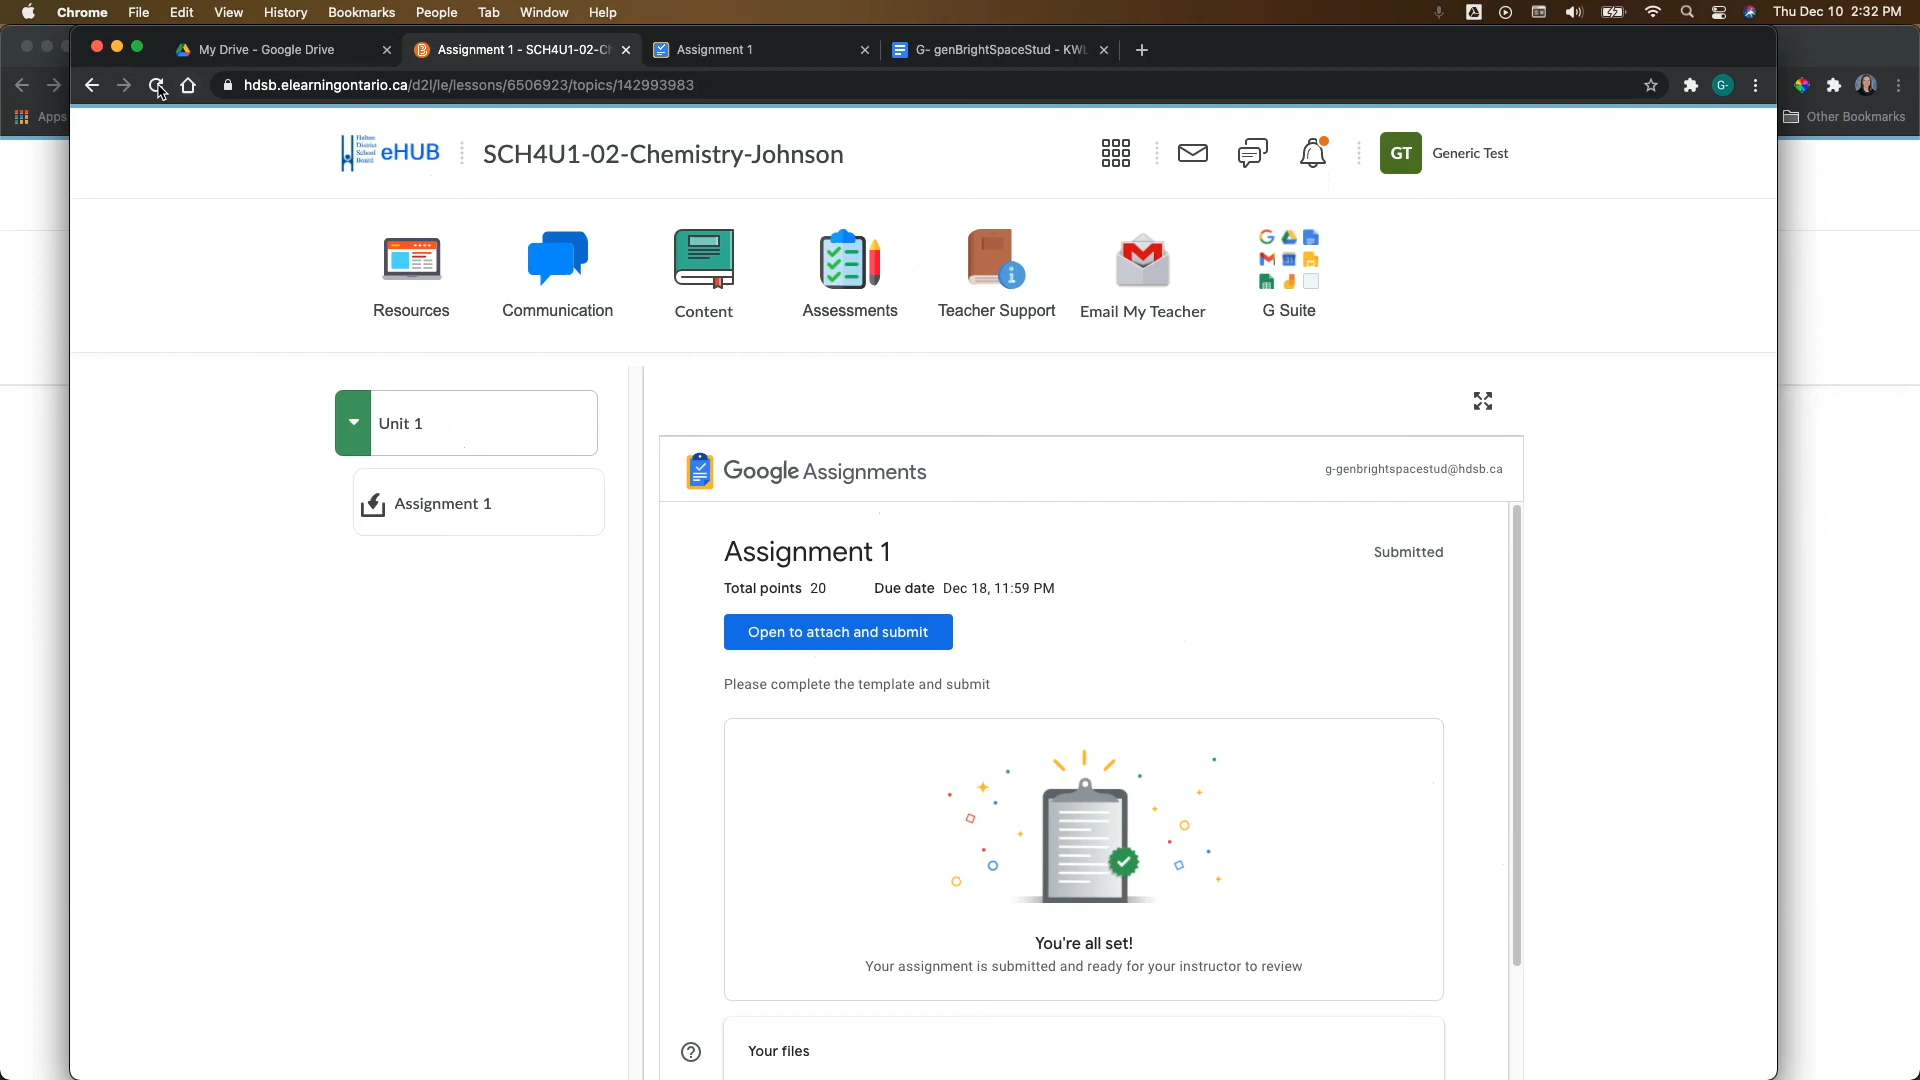 Chrome File Edit View History Bookmarks People Tab Window Help Thu Dec 10 2:32 PM
My Drive - Google Drive Assignment 1 - SCH4U1-02-Ch Assignment 1 G- genBrightSpaceStud - KWL
hdsb.elearningontario.ca/d2l/le/lessons/6506923/topics/142993983 G-
Apps Other Bookmarks
Halton District School Board eHUB SCH4U1-02-Chemistry-Johnson GT Generic Test
Resources Communication Content Assessments Teacher Support Email My Teacher G Suite
Unit 1
Assignment 1
Google Assignments g-genbrightspacestud@hdsb.ca
Assignment 1 Submitted
Total points 20 Due date Dec 18, 11:59 PM
Open to attach and submit
Please complete the template and submit
You're all set!
Your assignment is submitted and ready for your instructor to review
Your files